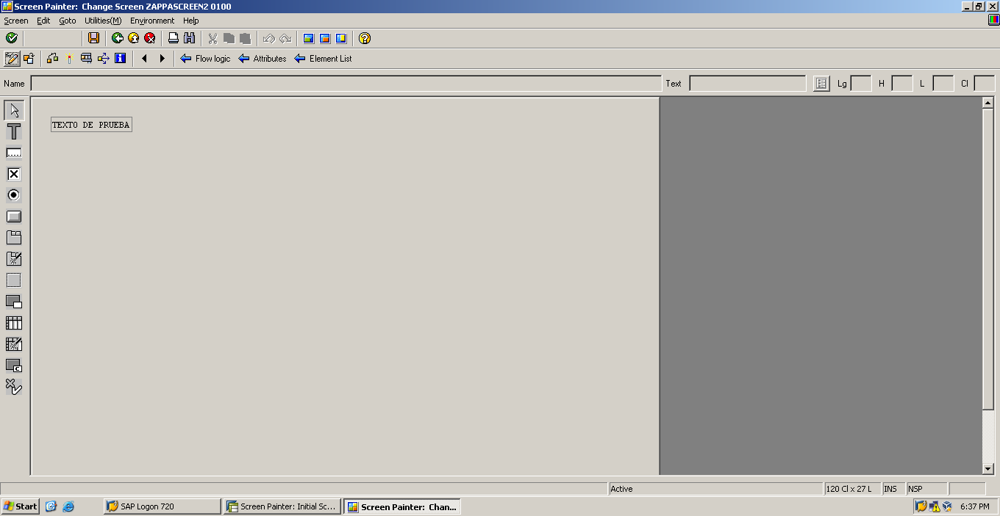 Screen Painter: Change Screen ZAPPASCREEN2 0100
Screen Edit Goto Utilities(M) Environment Help
Flow logic Attributes Element List
Name Text Lg H L Cl
TEXTO DE PRUEBA
C
Active 120 Cl x 27 L INS NSP
Start SAP Logon 720 Screen Painter: Initial Sc... Screen Painter: Chan... 6:37 PM